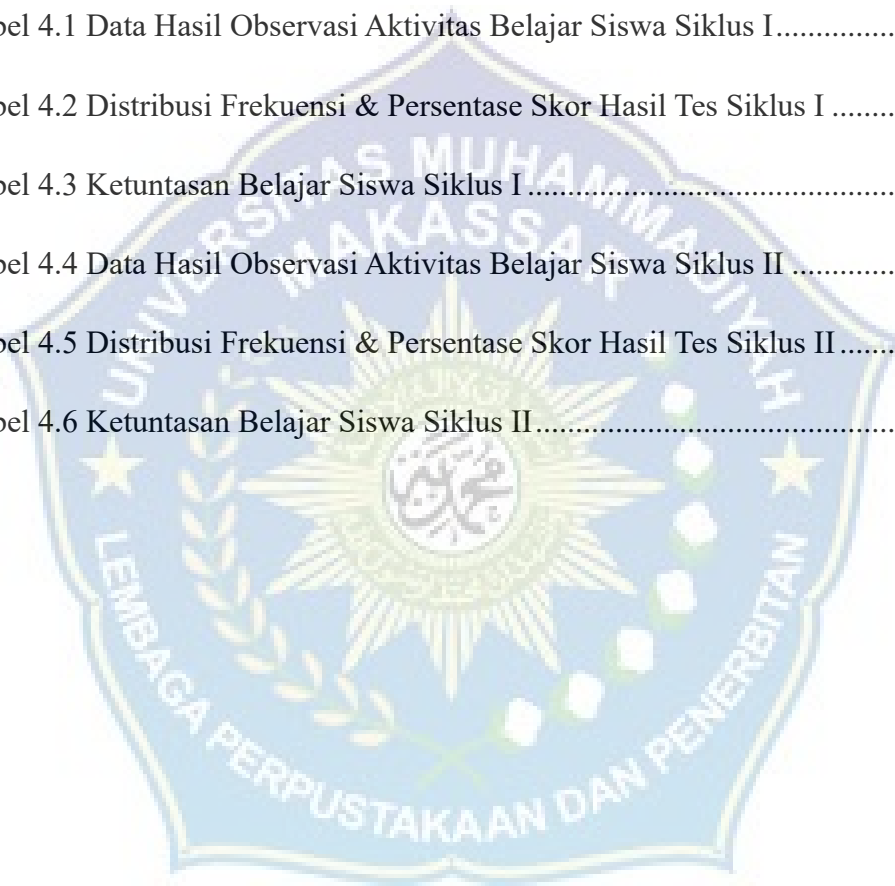 bel 4.1 Data Hasil Observasi Aktivitas Belajar Siswa Siklus I...............
bel 4.2 Distribusi Frekuensi & Persentase Skor Hasil Tes Siklus I ........
bel 4.3 Ketuntasan Belajar Siswa Siklus I...............................................
bel 4.4 Data Hasil Observasi Aktivitas Belajar Siswa Siklus II .............
bel 4.5 Distribusi Frekuensi & Persentase Skor Hasil Tes Siklus II.......
bel 4.6 Ketuntasan Belajar Siswa Siklus II..............................................
UNIVERSITAS MUHAMMADIYAH
MAKASSAR
LEMBAGA PERPUSTAKAAN DAN PENERBITAN